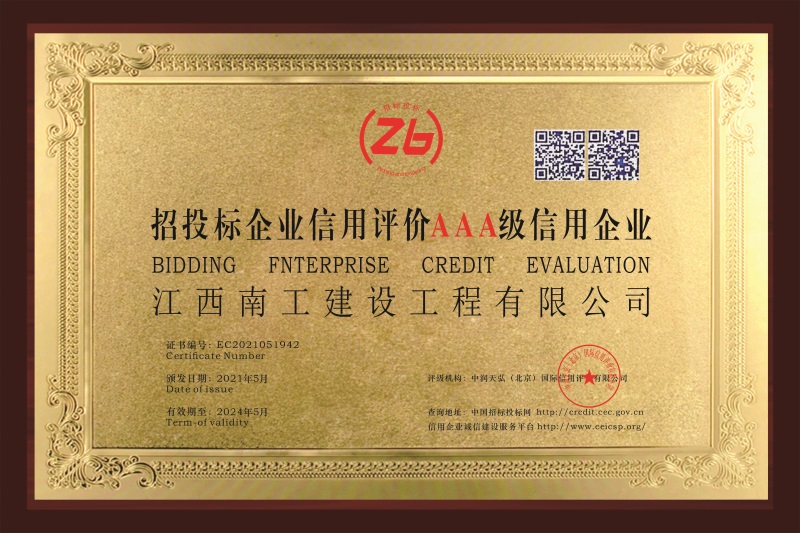 招标投标
Zb
招投标企业信用评价AAA级信用企业
BIDDING FNTERPRISE CREDIT EVALUATION
江西南工建设工程有限公司
证书编号：EC2021051942
Certificate Number
颁发日期：2021年5月
Date of issue
有效期至：2024年5月
Term-of validity
评级机构：中润天弘（北京）国际信用评 有限公司
查询地址：中国招标投标网 http://credit.cec.gov.cn
信用企业诚信建设服务平台 http://www.ceicsp.org/